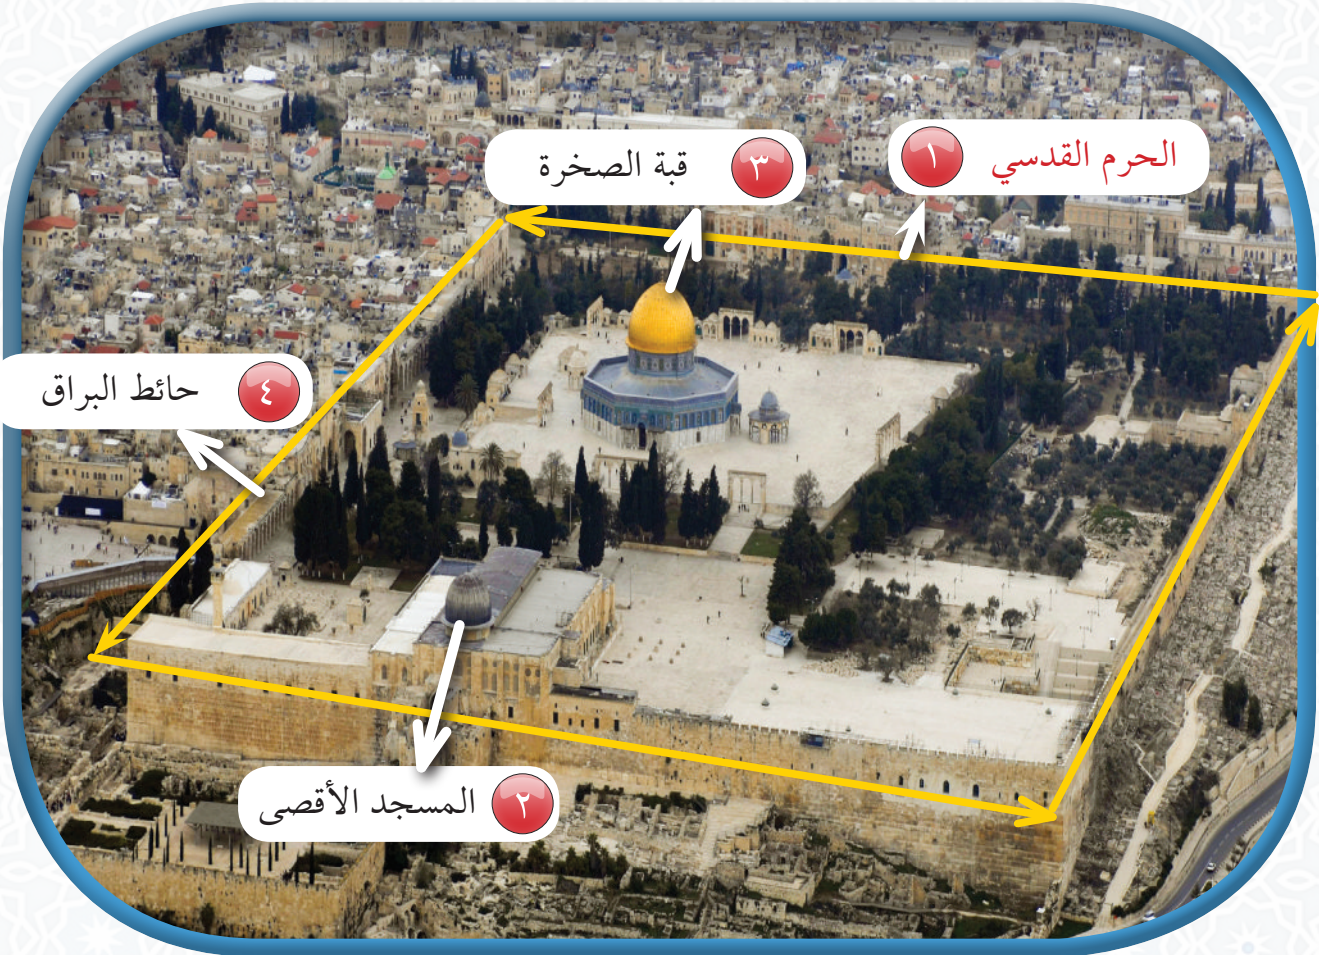 ١ الحرم القدسي
٣ قبة الصخرة
٤ حائط البراق
٢ المسجد الأقصى